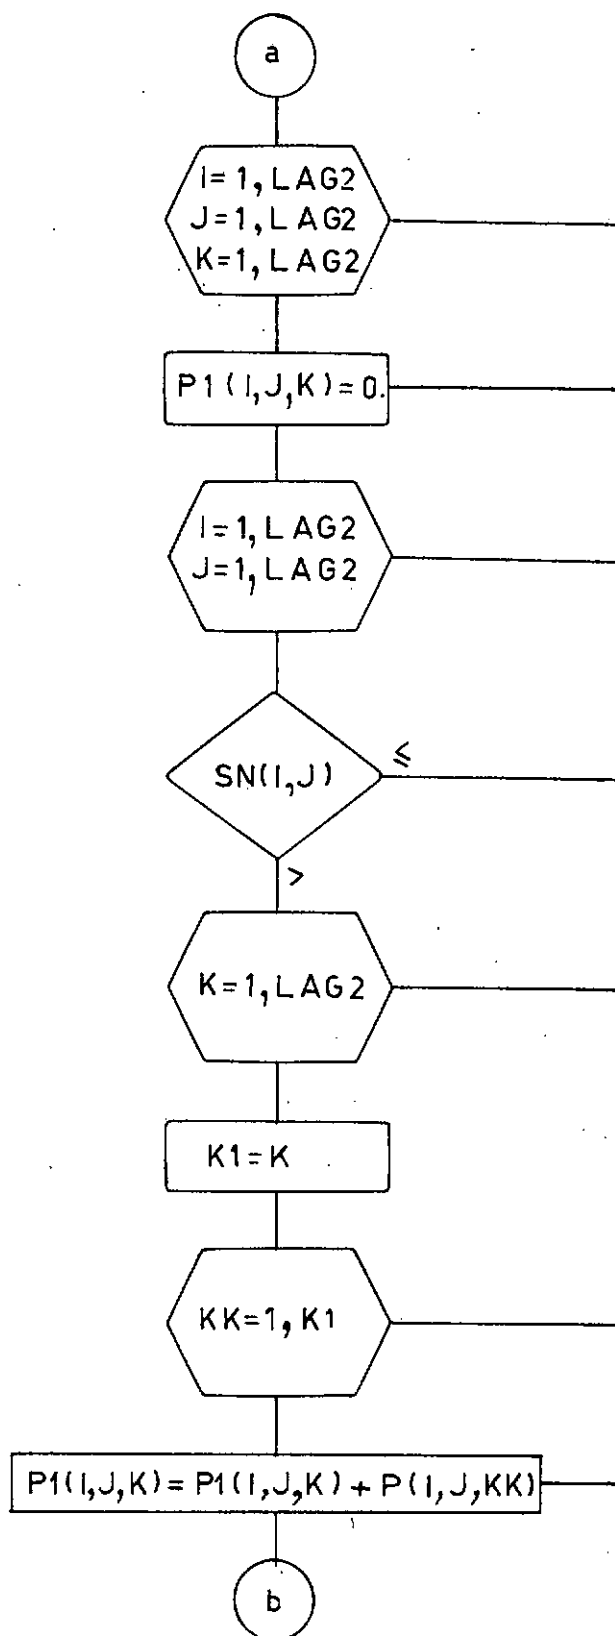 a
I=1, LAG2
J=1, LAG2
K=1, LAG2
P1(I,J,K)=0.
I=1, LAG2
J=1, LAG2
SN(I,J)
≤
>
K=1, LAG2
K1=K
KK=1, K1
P1(I,J,K)=P1(I,J,K)+P(I,J,KK)
b